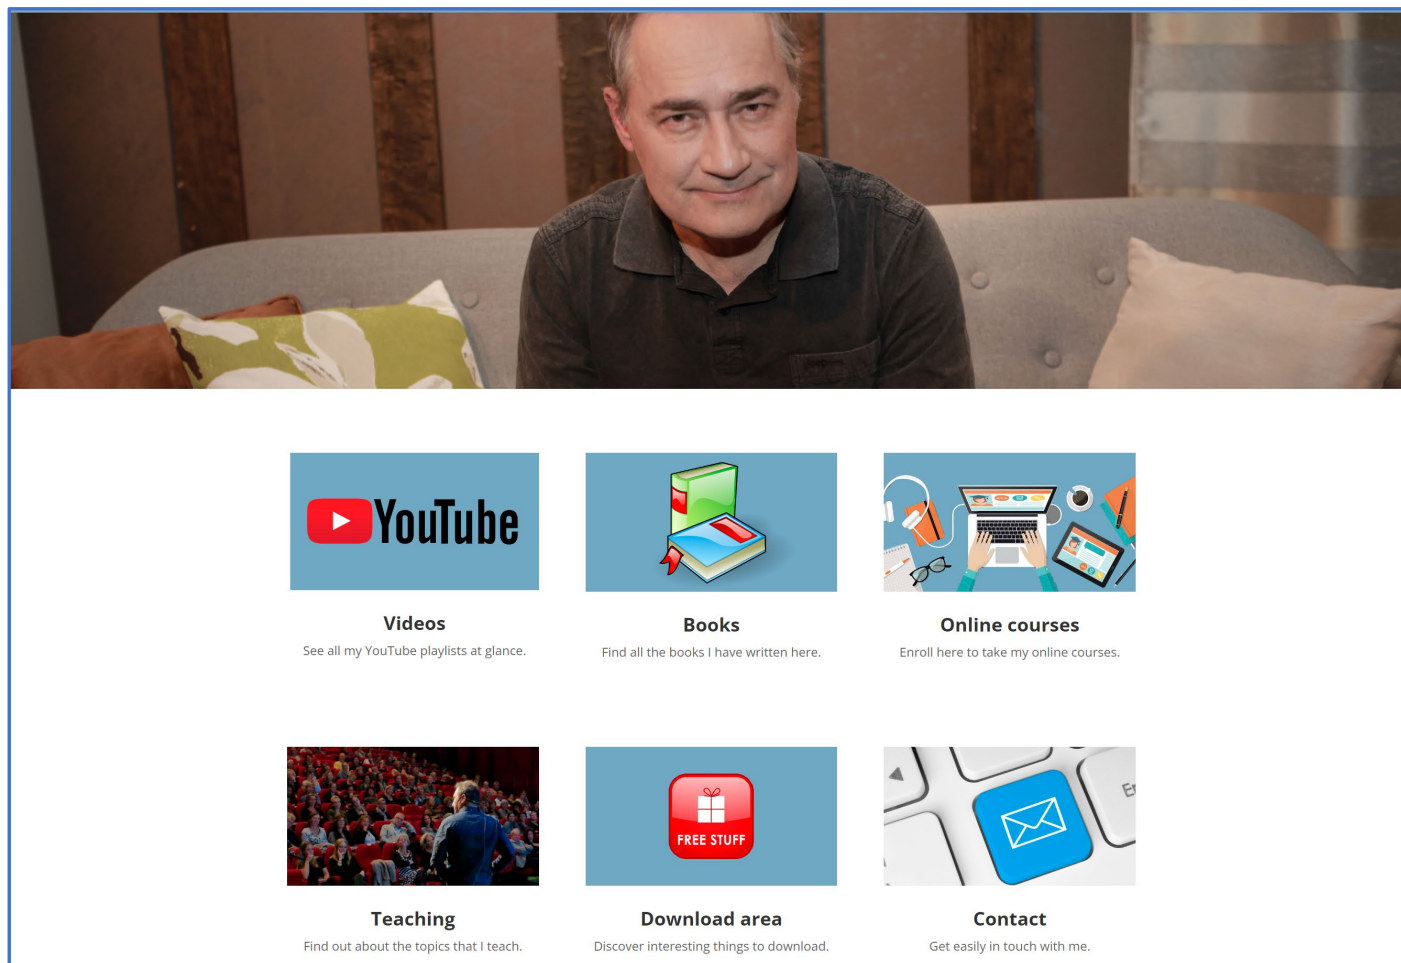 YouTube
Videos
See all my YouTube playlists at glance.
Books
Find all the books I have written here.
Online courses
Enroll here to take my online courses.
Teaching
Find out about the topics that I teach.
FREE STUFF
Download area
Discover interesting things to download.
En
Contact
Get easily in touch with me.